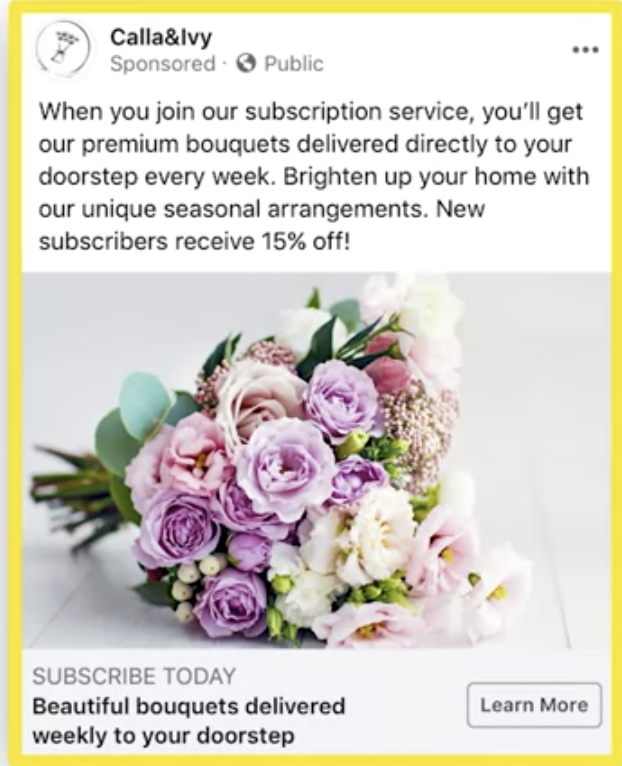 Calla&Ivy
Sponsored · Public
When you join our subscription service, you’ll get
our premium bouquets delivered directly to your
doorstep every week. Brighten up your home with
our unique seasonal arrangements. New
subscribers receive 15% off!
SUBSCRIBE TODAY
Beautiful bouquets delivered
weekly to your doorstep
Learn More